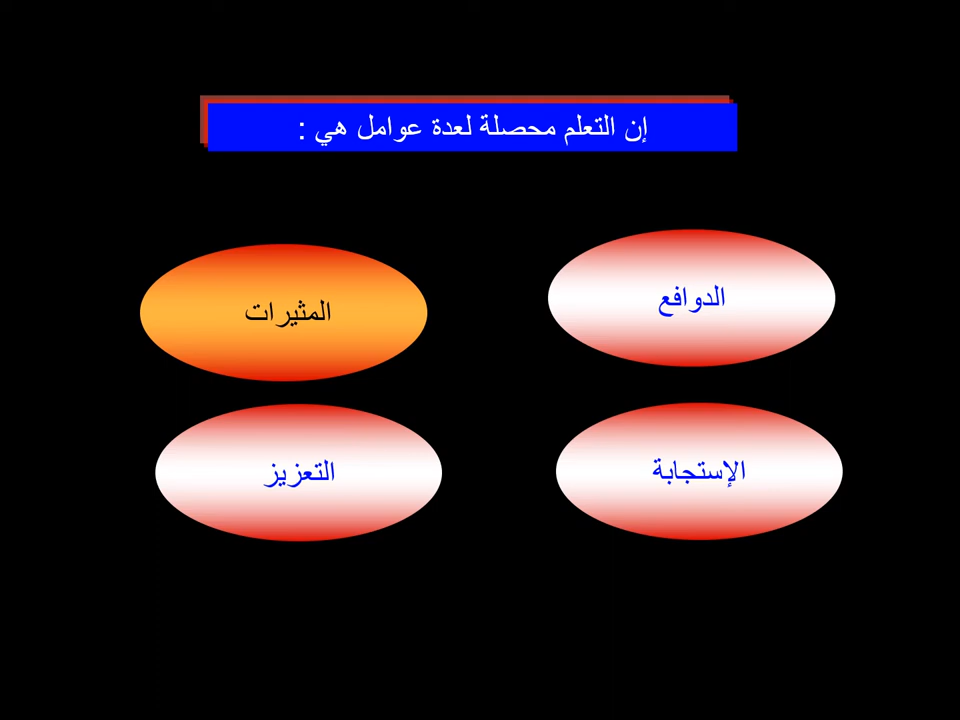 إن التعلم محصلة لعدة عوامل هي :
الدوافع
المثيرات
الإستجابة
التعزيز